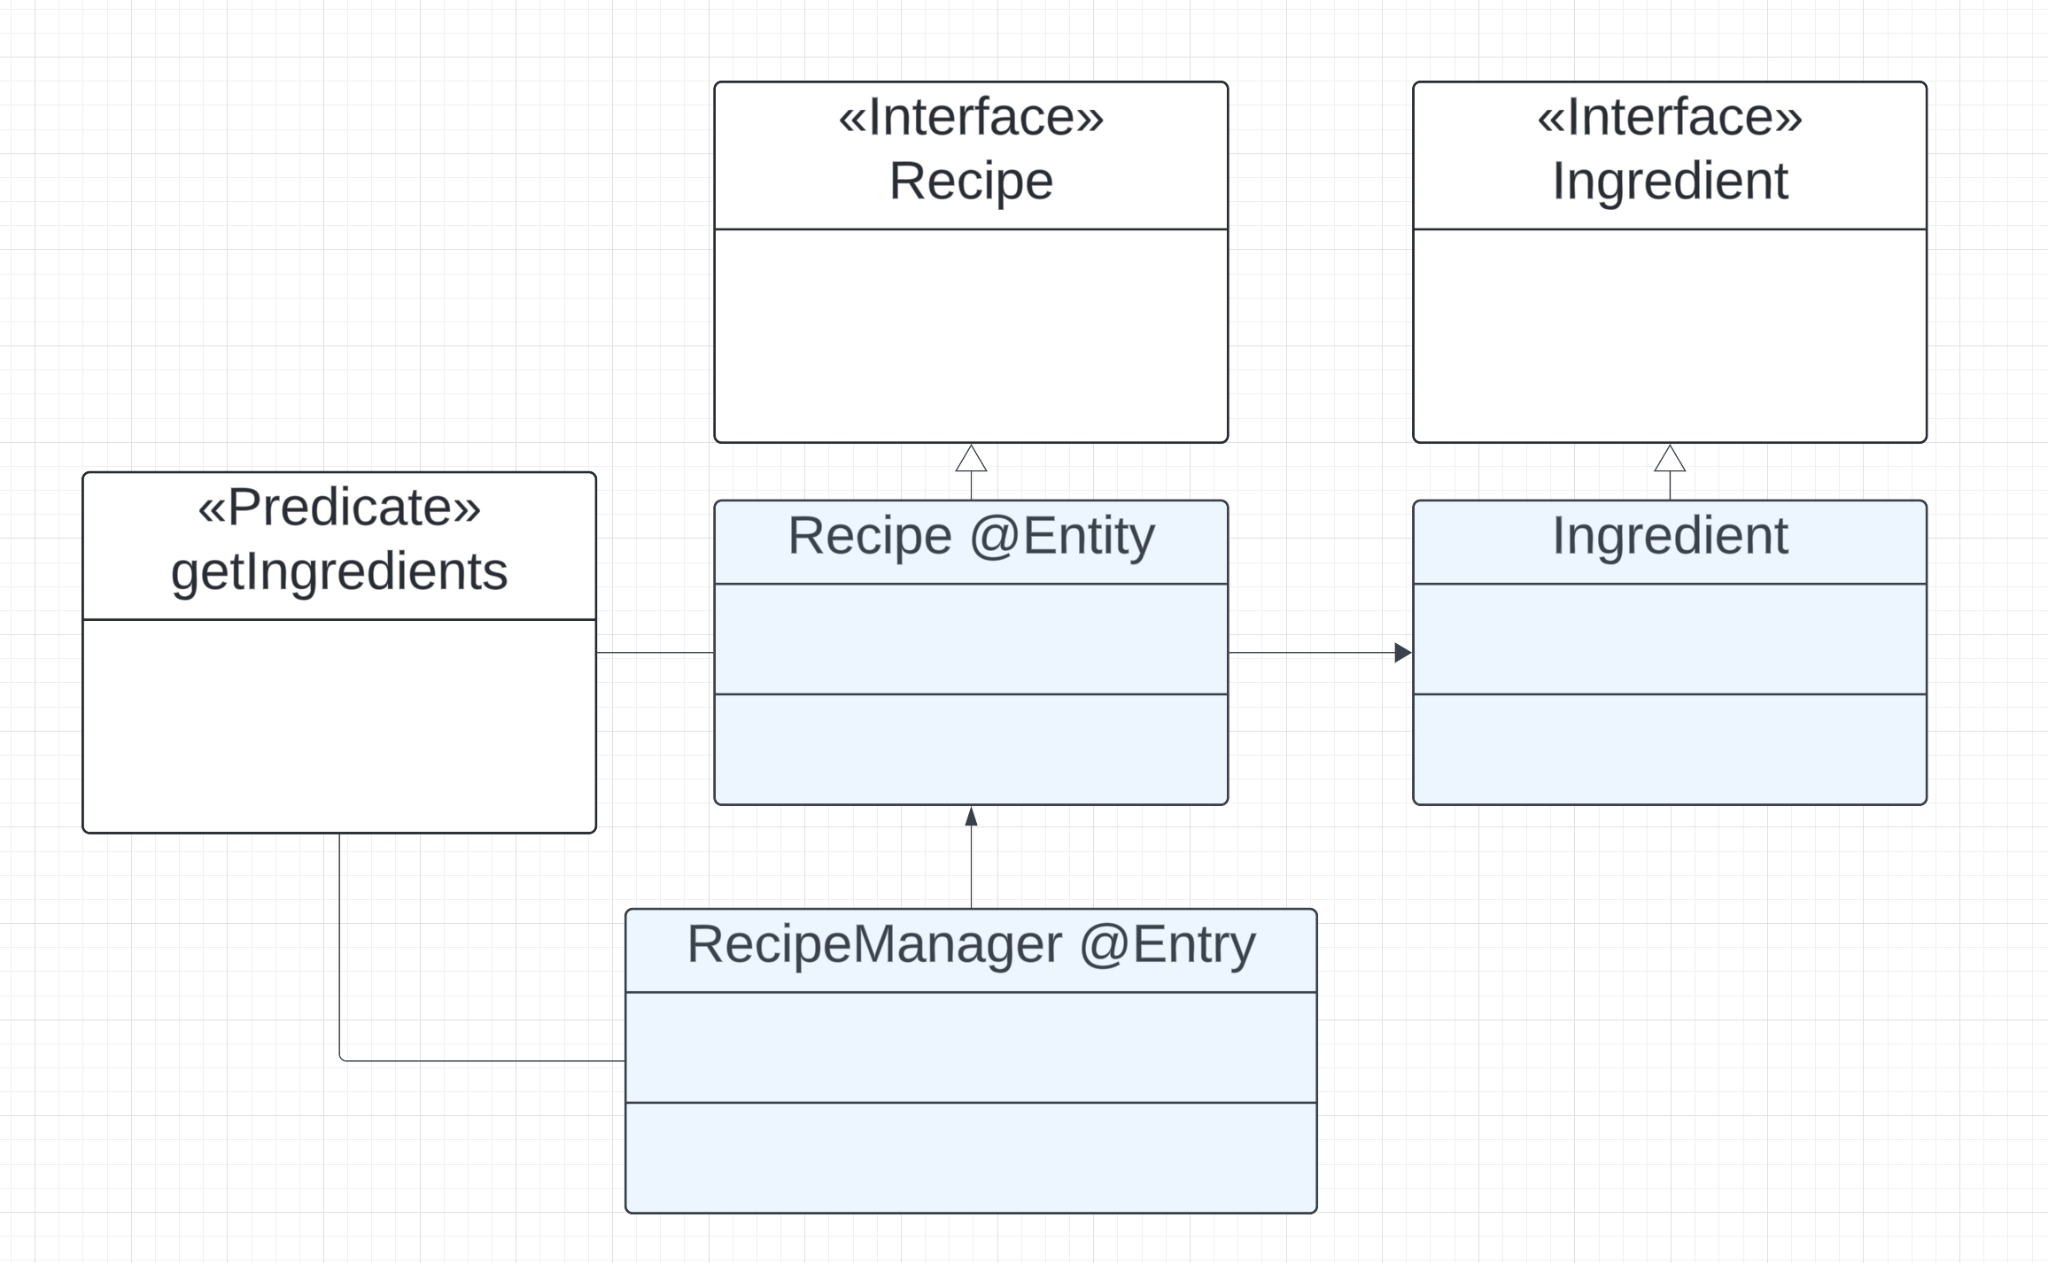 «Interface»
Recipe
«Interface»
Ingredient
«Predicate»
getIngredients
Recipe @Entity
Ingredient
RecipeManager @Entry